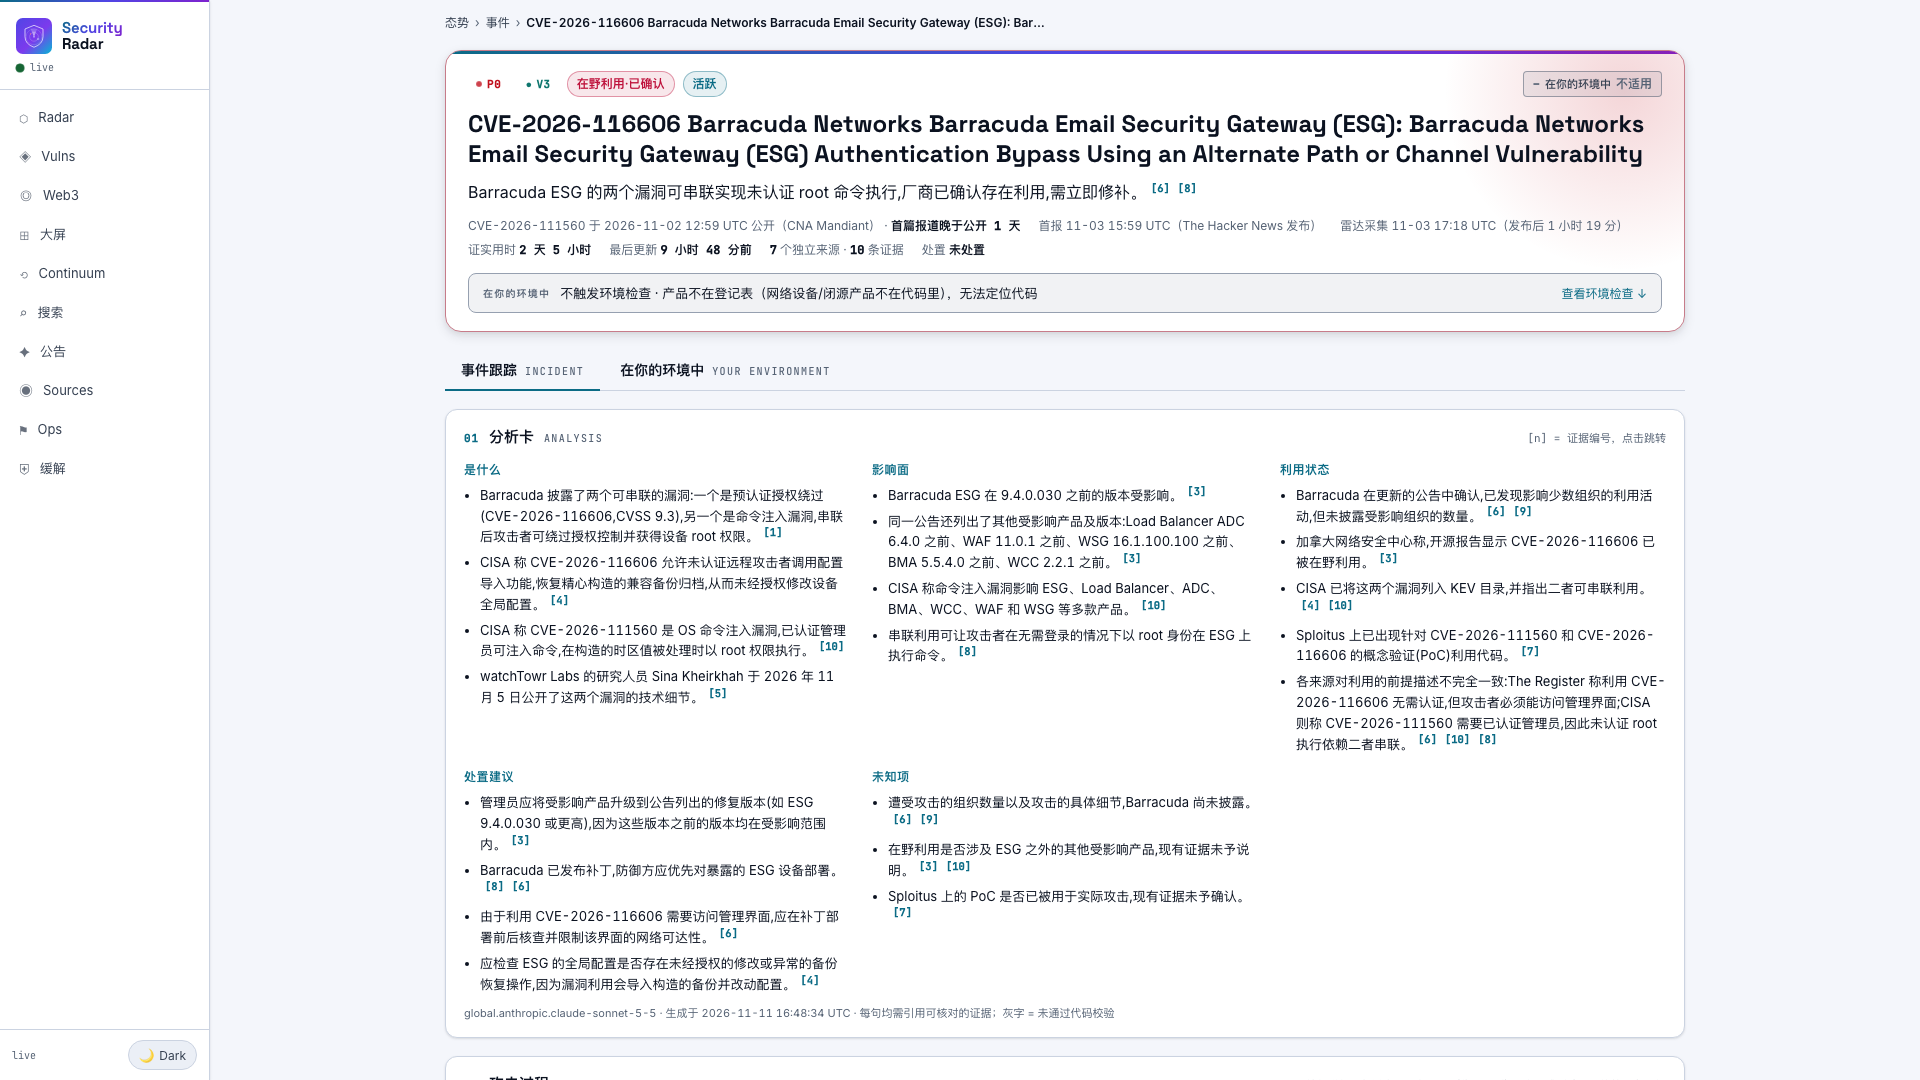 Security
Radar
live
Radar
Vulns
Web3
大屏
Continuum
搜索
公告
Sources
Ops
缓解
live
🌙 Dark
态势 › 事件 › CVE-2026-116606 Barracuda Networks Barracuda Email Security Gateway (ESG): Bar…
P0 V3 在野利用·已确认 活跃
— 在你的环境中 不适用
CVE-2026-116606 Barracuda Networks Barracuda Email Security Gateway (ESG): Barracuda Networks
Email Security Gateway (ESG) Authentication Bypass Using an Alternate Path or Channel Vulnerability
Barracuda ESG 的两个漏洞可串联实现未认证 root 命令执行,厂商已确认存在利用,需立即修补。 [6] [8]
CVE-2026-111560 于 2026-11-02 12:59 UTC 公开（CNA Mandiant） · 首篇报道晚于公开 1 天 首报 11-03 15:59 UTC（The Hacker News 发布） 雷达采集 11-03 17:18 UTC（发布后 1 小时 19 分）
证实用时 2 天 5 小时 最后更新 9 小时 48 分前 7 个独立来源 · 10 条证据 处置 未处置
在你的环境中 不触发环境检查 · 产品不在登记表（网络设备/闭源产品不在代码里），无法定位代码 查看环境检查 ↓
事件跟踪 INCIDENT 在你的环境中 YOUR ENVIRONMENT
01 分析卡 ANALYSIS
[n] = 证据编号，点击跳转
是什么
• Barracuda 披露了两个可串联的漏洞:一个是预认证授权绕过
(CVE-2026-116606,CVSS 9.3),另一个是命令注入漏洞,串联
后攻击者可绕过授权控制并获得设备 root 权限。 [1]
• CISA 称 CVE-2026-116606 允许未认证远程攻击者调用配置
导入功能,恢复精心构造的兼容备份归档,从而未经授权修改设备
全局配置。 [4]
• CISA 称 CVE-2026-111560 是 OS 命令注入漏洞,已认证管理
员可注入命令,在构造的时区值被处理时以 root 权限执行。 [10]
• watchTowr Labs 的研究人员 Sina Kheirkhah 于 2026 年 11
月 5 日公开了这两个漏洞的技术细节。 [5]
影响面
• Barracuda ESG 在 9.4.0.030 之前的版本受影响。 [3]
• 同一公告还列出了其他受影响产品及版本:Load Balancer ADC
6.4.0 之前、WAF 11.0.1 之前、WSG 16.1.100.100 之前、
BMA 5.5.4.0 之前、WCC 2.2.1 之前。 [3]
• CISA 称命令注入漏洞影响 ESG、Load Balancer、ADC、
BMA、WCC、WAF 和 WSG 等多款产品。 [10]
• 串联利用可让攻击者在无需登录的情况下以 root 身份在 ESG 上
执行命令。 [8]
利用状态
• Barracuda 在更新的公告中确认,已发现影响少数组织的利用活
动,但未披露受影响组织的数量。 [6] [9]
• 加拿大网络安全中心称,开源报告显示 CVE-2026-116606 已
被在野利用。 [3]
• CISA 已将这两个漏洞列入 KEV 目录,并指出二者可串联利用。
[4] [10]
• Sploitus 上已出现针对 CVE-2026-111560 和 CVE-2026-
116606 的概念验证(PoC)利用代码。 [7]
• 各来源对利用的前提描述不完全一致:The Register 称利用 CVE-
2026-116606 无需认证,但攻击者必须能访问管理界面;CISA
则称 CVE-2026-111560 需要已认证管理员,因此未认证 root
执行依赖二者串联。 [6] [10] [8]
处置建议
• 管理员应将受影响产品升级到公告列出的修复版本(如 ESG
9.4.0.030 或更高),因为这些版本之前的版本均在受影响范围
内。 [3]
• Barracuda 已发布补丁,防御方应优先对暴露的 ESG 设备部署。
[8] [6]
• 由于利用 CVE-2026-116606 需要访问管理界面,应在补丁部
署前后核查并限制该界面的网络可达性。 [6]
• 应检查 ESG 的全局配置是否存在未经授权的修改或异常的备份
恢复操作,因为漏洞利用会导入构造的备份并改动配置。 [4]
未知项
• 遭受攻击的组织数量以及攻击的具体细节,Barracuda 尚未披露。
[6] [9]
• 在野利用是否涉及 ESG 之外的其他受影响产品,现有证据未予说
明。 [3] [10]
• Sploitus 上的 PoC 是否已被用于实际攻击,现有证据未予确认。
[7]
global.anthropic.claude-sonnet-5-5 · 生成于 2026-11-11 16:48:34 UTC · 每句均需引用可核对的证据；灰字 = 未通过代码校验